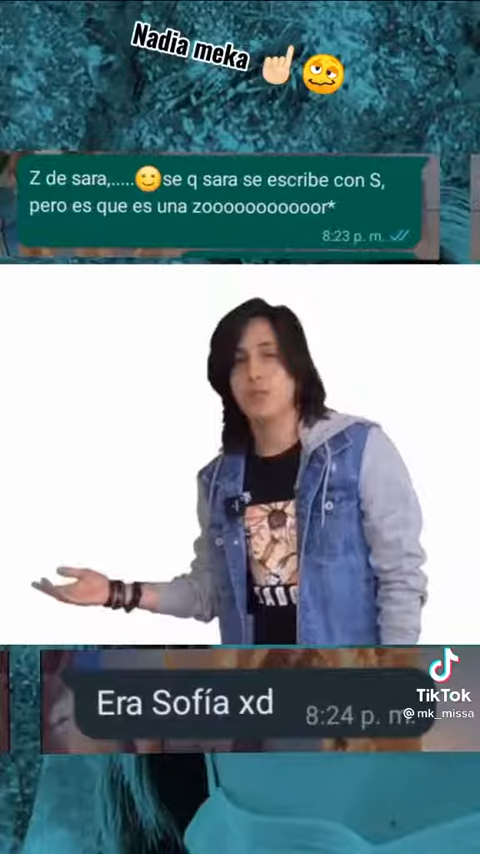 Nadia meka
Z de sara,.....😊 se q sara se escribe con S,
pero es que es una zooooooooooor*
8:23 p. m.
Era Sofía xd
8:24 p. m.
TikTok
@mk_missa